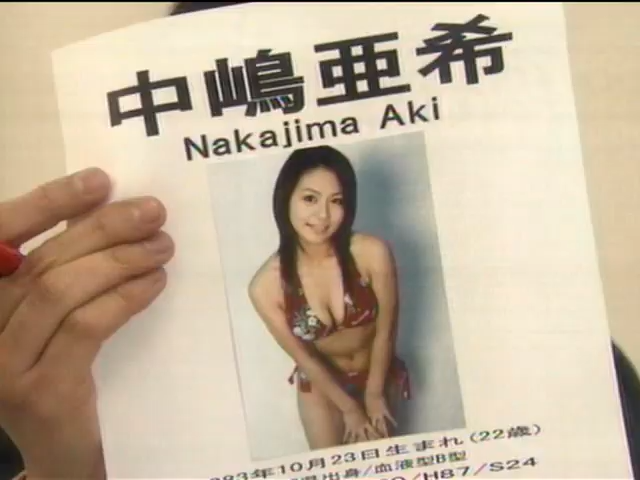 中嶋亜希
Nakajima Aki
983年10月23日生まれ(22歳)
出身/血液型B型
/H87/S24